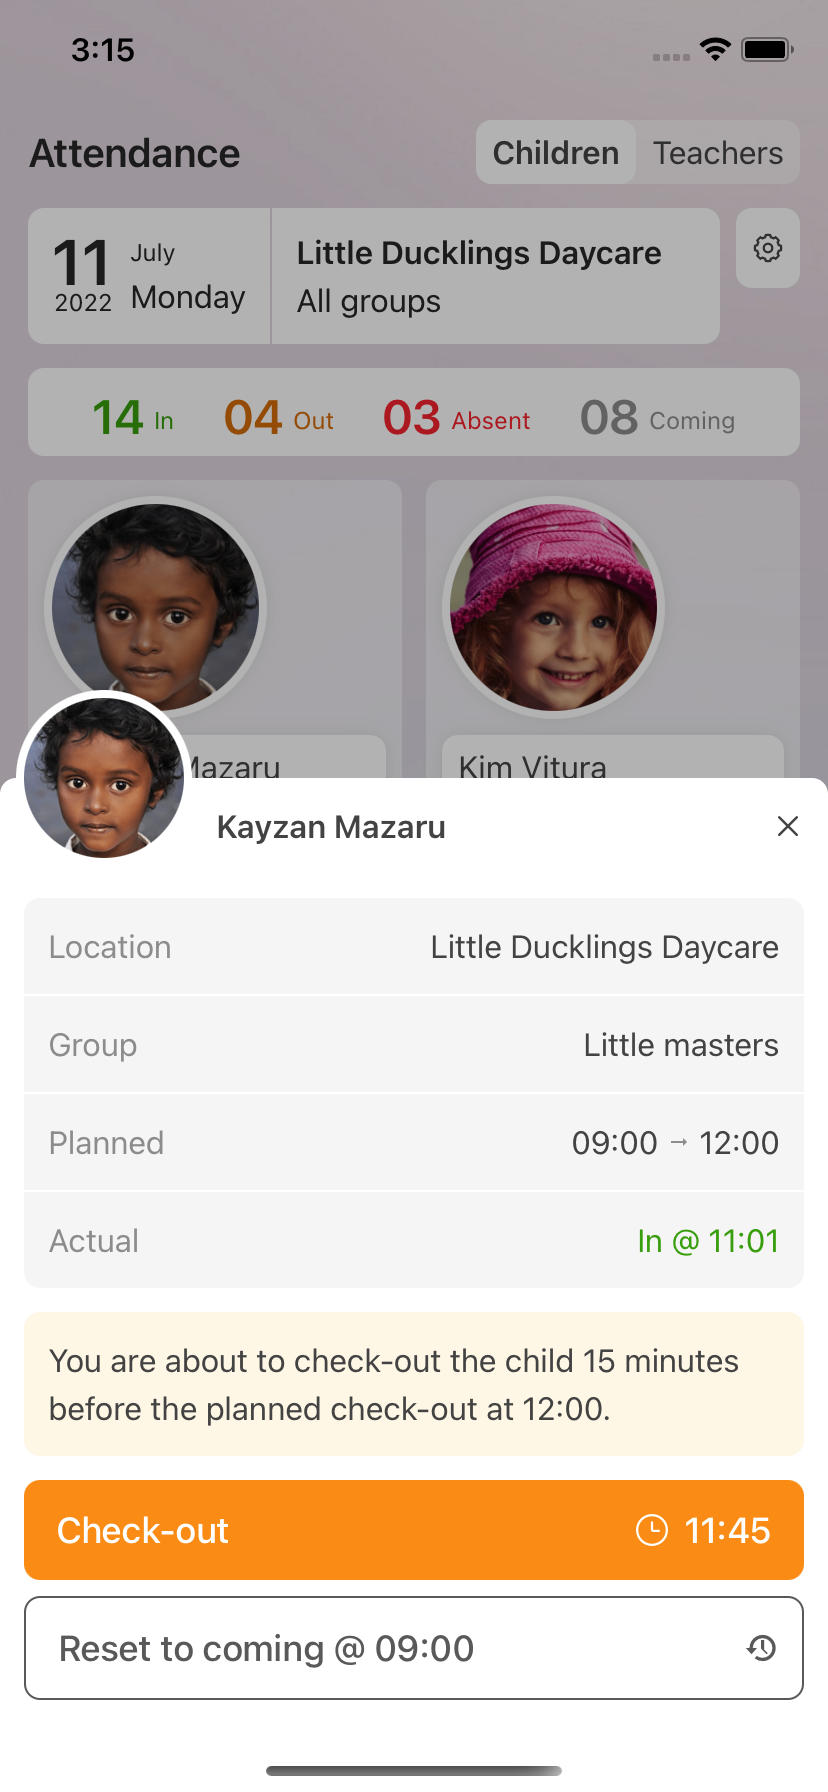 3:15
Attendance
Children
Teachers
11
2022
July
Monday
Little Ducklings Daycare
All groups
14 In
04 Out
03 Absent
08 Coming
Mazaru
Kim Vitura
Kayzan Mazaru
Location
Little Ducklings Daycare
Group
Little masters
Planned
09:00 → 12:00
Actual
In @ 11:01
You are about to check-out the child 15 minutes
before the planned check-out at 12:00.
Check-out
11:45
Reset to coming @ 09:00